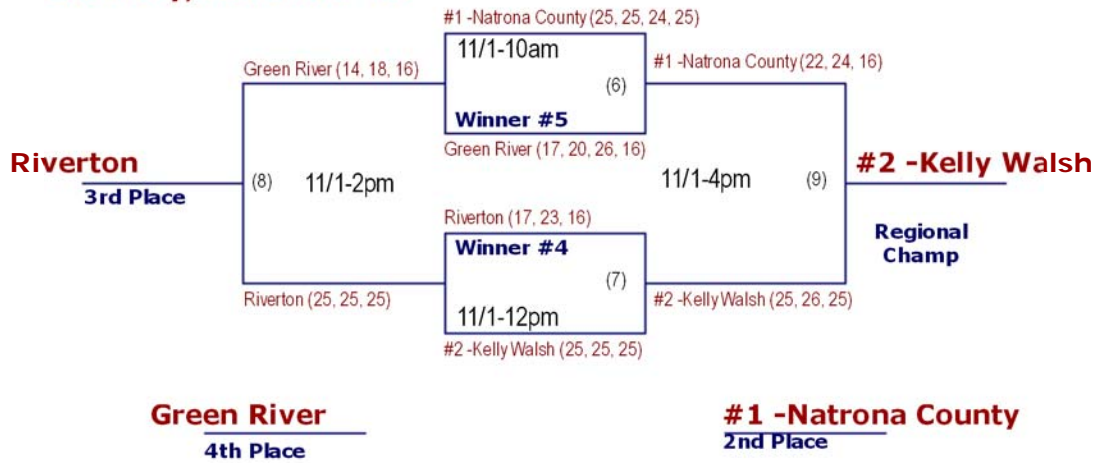 #1 -Natrona County (25, 25, 24, 25)
11/1-10am
Green River (14, 18, 16)
#1 -Natrona County (22, 24, 16)
(6)
Winner #5
Green River (17, 20, 26, 16)
Riverton
#2 -Kelly Walsh
(8)
11/1-2pm
11/1-4pm
(9)
3rd Place
Riverton (17, 23, 16)
Winner #4
Regional
Champ
(7)
Riverton (25, 25, 25)
#2 -Kelly Walsh (25, 26, 25)
11/1-12pm
#2 -Kelly Walsh (25, 25, 25)
Green River
#1 -Natrona County
4th Place
2nd Place